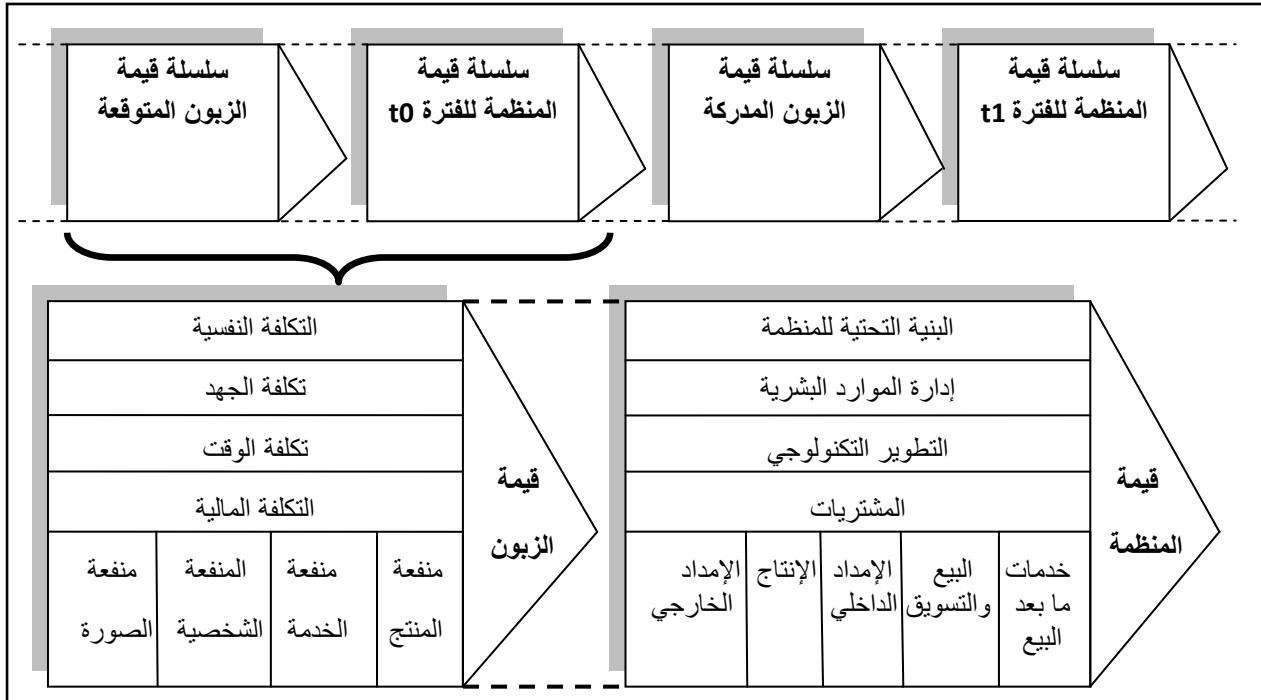 سلسلة قيمة
الزبون المتوقعة
سلسلة قيمة
المنظمة للفترة t0
سلسلة قيمة
الزبون المدركة
سلسلة قيمة
المنظمة للفترة t1
التكلفة النفسية
تكلفة الجهد
تكلفة الوقت
التكلفة المالية
منفعة
الصورة
المنفعة
الشخصية
منفعة
الخدمة
منفعة
المنتج
قيمة
الزبون
البنية التحتية للمنظمة
إدارة الموارد البشرية
التطوير التكنولوجي
المشتريات
الإمداد
الخارجي
الإنتاج
الإمداد
الداخلي
البيع
والتسويق
خدمات
ما بعد
البيع
قيمة
المنظمة